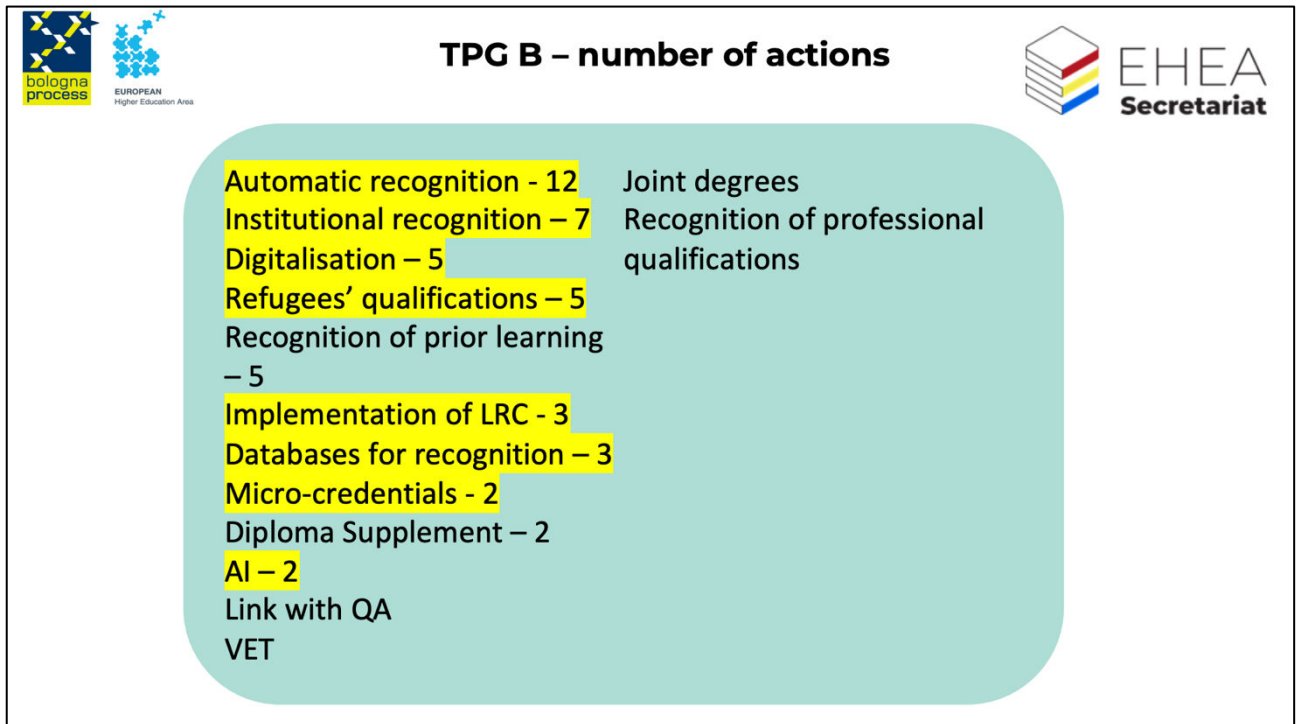 bologna
process
EUROPEAN
Higher Education Area
TPG B – number of actions
EHEA
Secretariat
Automatic recognition - 12
Institutional recognition – 7
Digitalisation – 5
Refugees’ qualifications – 5
Recognition of prior learning
– 5
Implementation of LRC - 3
Databases for recognition – 3
Micro-credentials - 2
Diploma Supplement – 2
AI – 2
Link with QA
VET
Joint degrees
Recognition of professional
qualifications